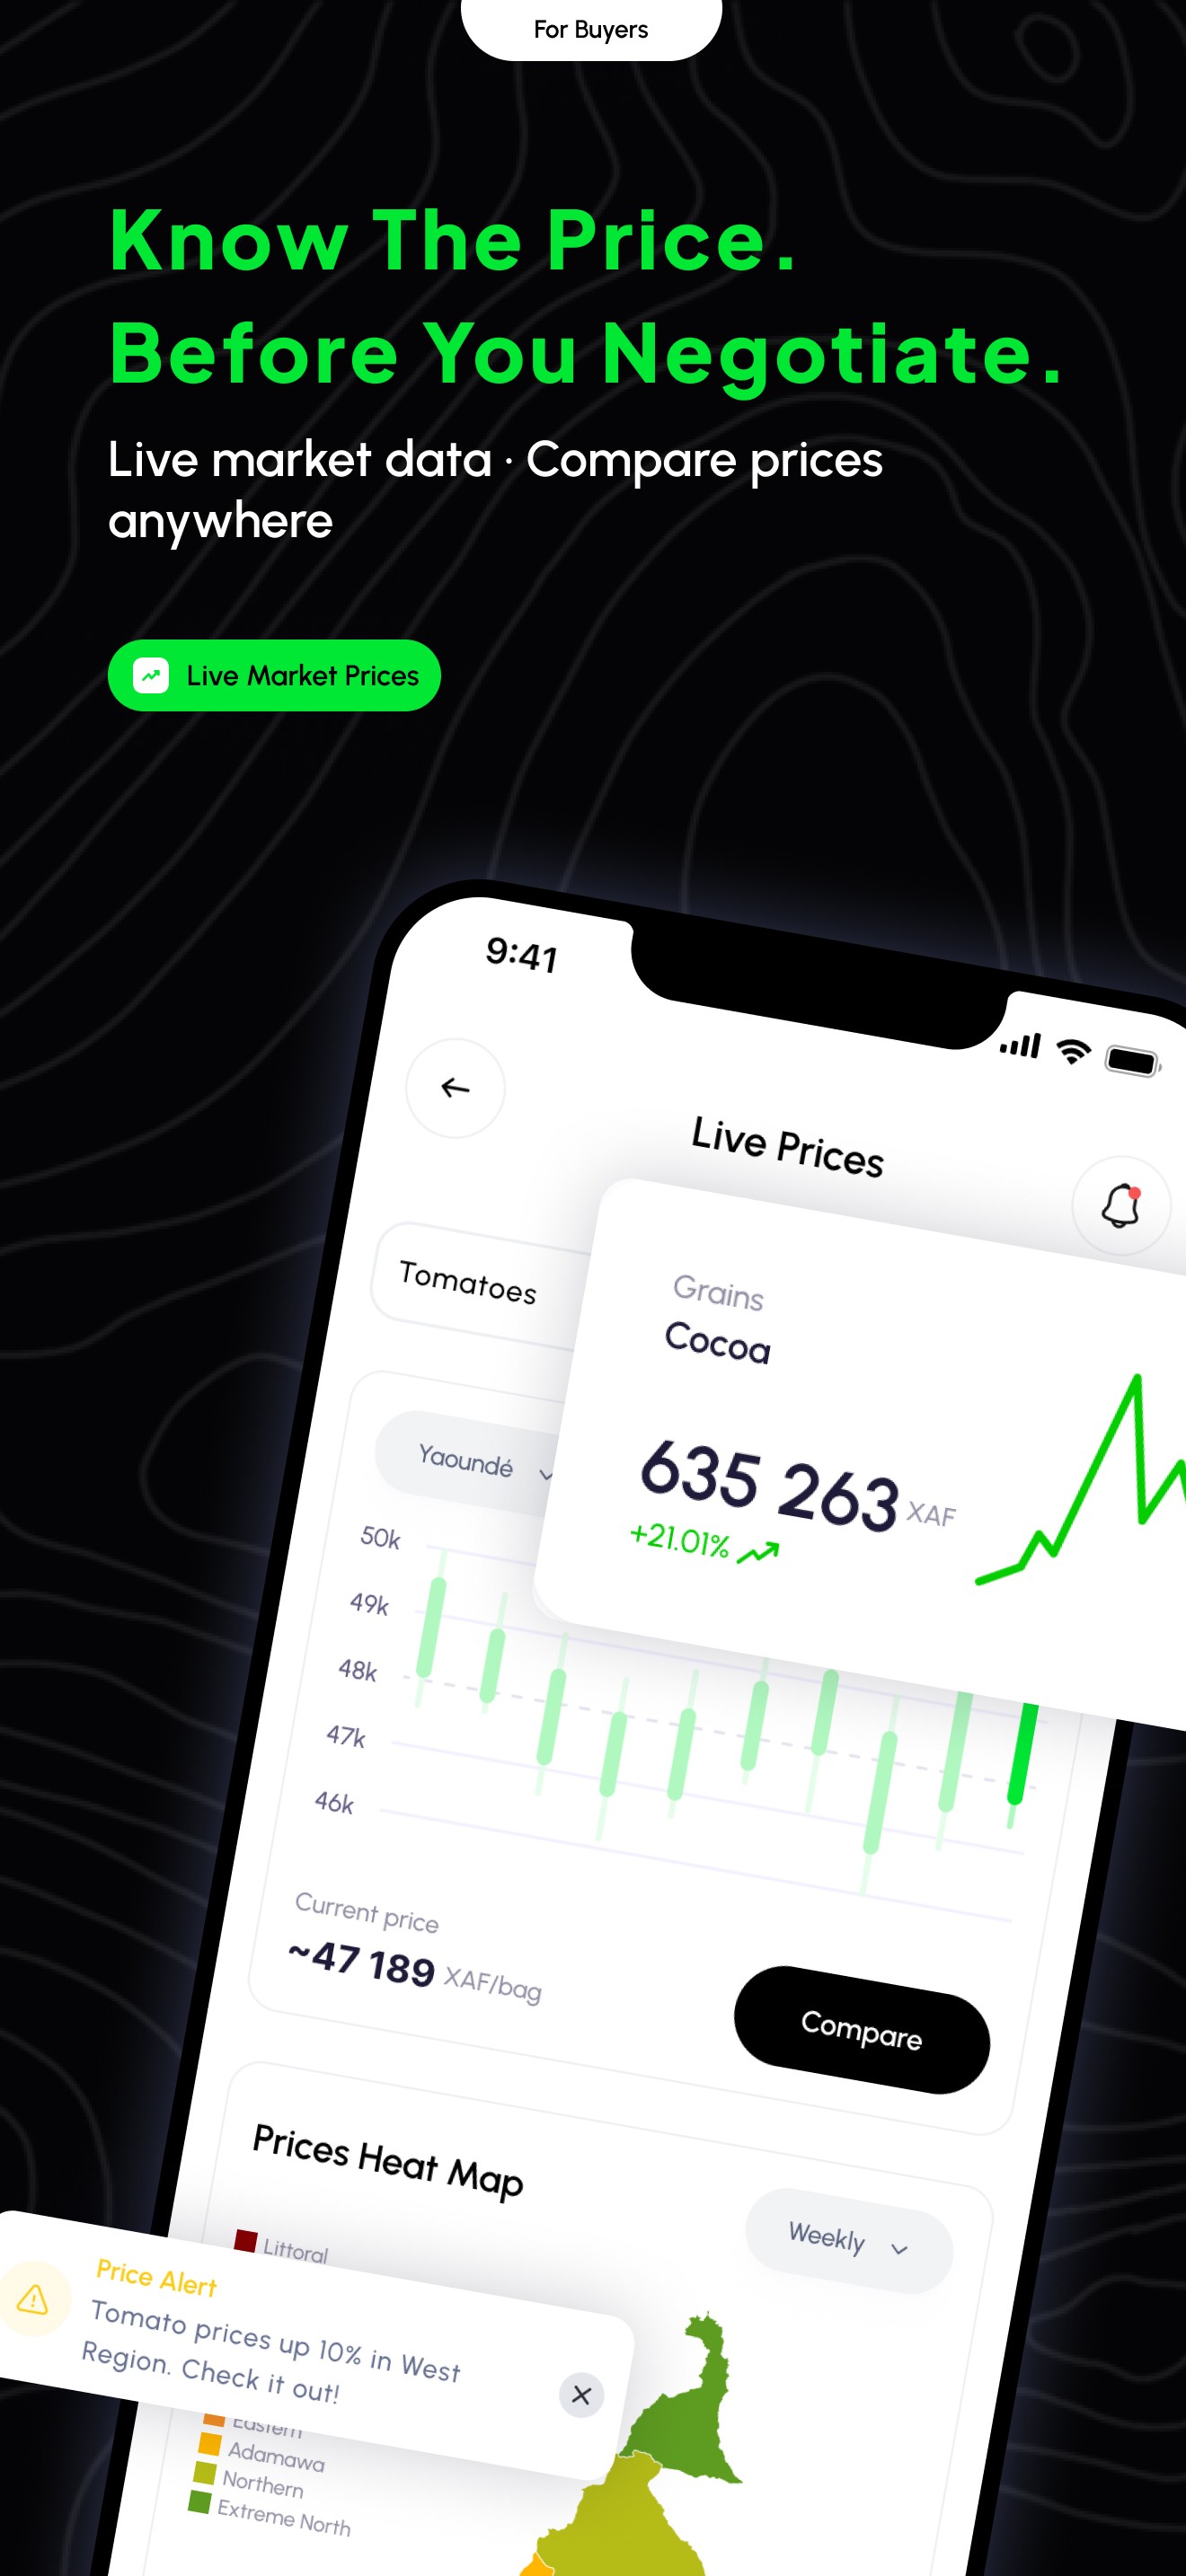 For Buyers
Know The Price.
Before You Negotiate.
Live market data · Compare prices
anywhere
Live Market Prices
9:41
Live Prices
Tomatoes
Grains
Cocoa
635 263 XAF
+21.01%
Yaoundé
50k
49k
48k
47k
46k
Current price
~47 189 XAF/bag
Compare
Prices Heat Map
Weekly
Littoral
Price Alert
Tomato prices up 10% in West
Region. Check it out!
Eastern
Adamawa
Northern
Extreme North